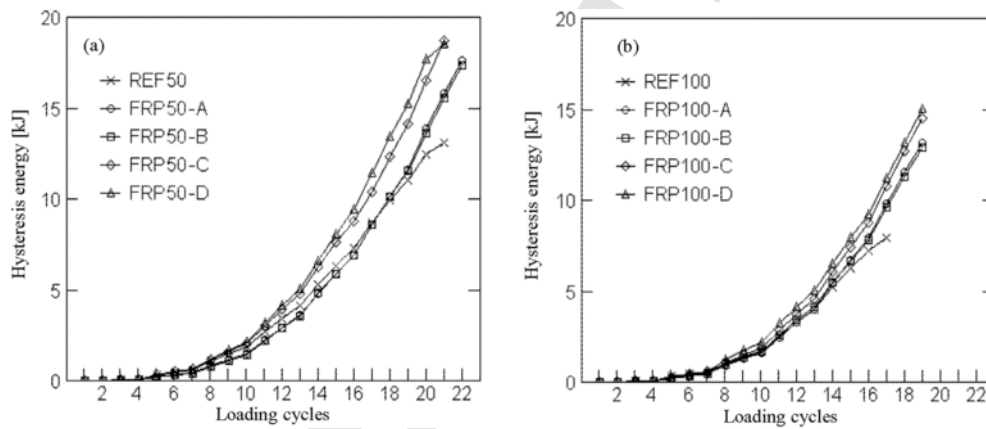 20
(a)
REF50
FRP50-A
FRP50-B
FRP50-C
FRP50-D
15
10
5
0
Hysteresis energy [kJ]
2 4 6 8 10 12 14 16 18 20 22
Loading cycles
20
(b)
REF100
FRP100-A
FRP100-B
FRP100-C
FRP100-D
15
10
5
0
Hysteresis energy [kJ]
2 4 6 8 10 12 14 16 18 20 22
Loading cycles